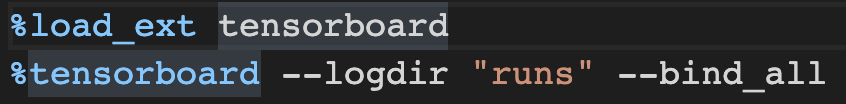 %load_ext tensorboard
%tensorboard --logdir "runs" --bind_all